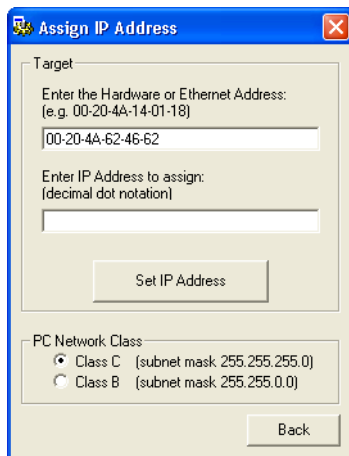 Assign IP Address
Target
Enter the Hardware or Ethernet Address:
(e.g. 00-20-4A-14-01-18)
00-20-4A-62-46-62
Enter IP Address to assign:
(decimal dot notation)
Set IP Address
PC Network Class
Class C (subnet mask 255.255.255.0)
Class B (subnet mask 255.255.0.0)
Back